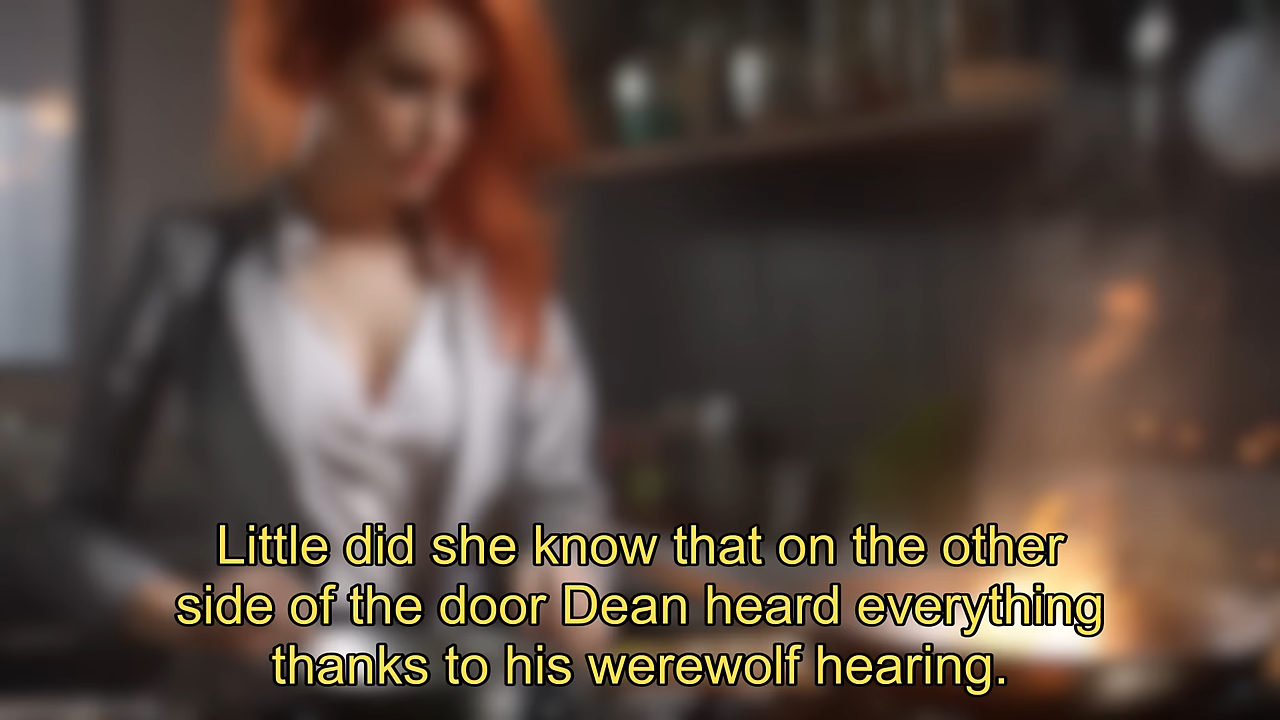 Little did she know that on the other
side of the door Dean heard everything
thanks to his werewolf hearing.